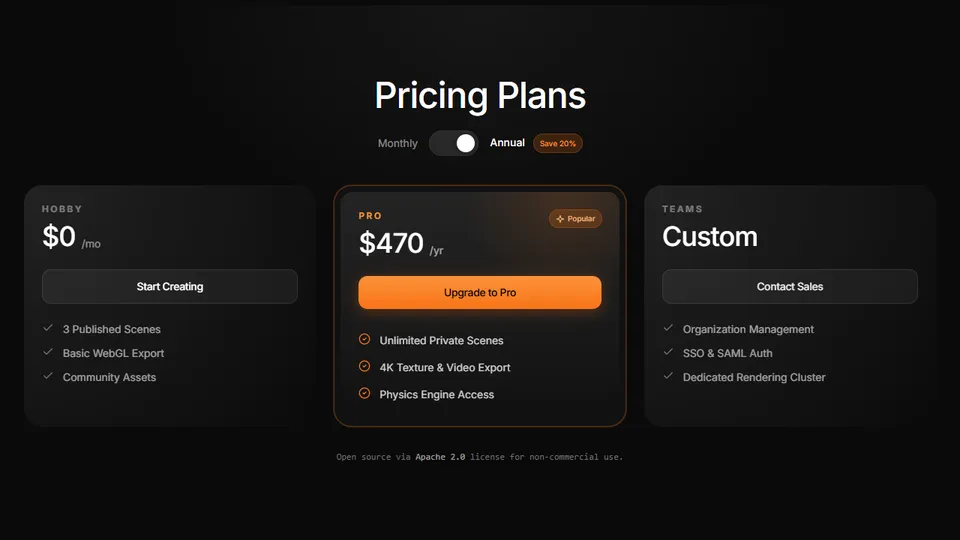 Pricing Plans
Monthly Annual Save 20%
HOBBY
$0 /mo
Start Creating
3 Published Scenes
Basic WebGL Export
Community Assets
PRO
Popular
$470 /yr
Upgrade to Pro
Unlimited Private Scenes
4K Texture & Video Export
Physics Engine Access
TEAMS
Custom
Contact Sales
Organization Management
SSO & SAML Auth
Dedicated Rendering Cluster
Open source via Apache 2.0 license for non-commercial use.